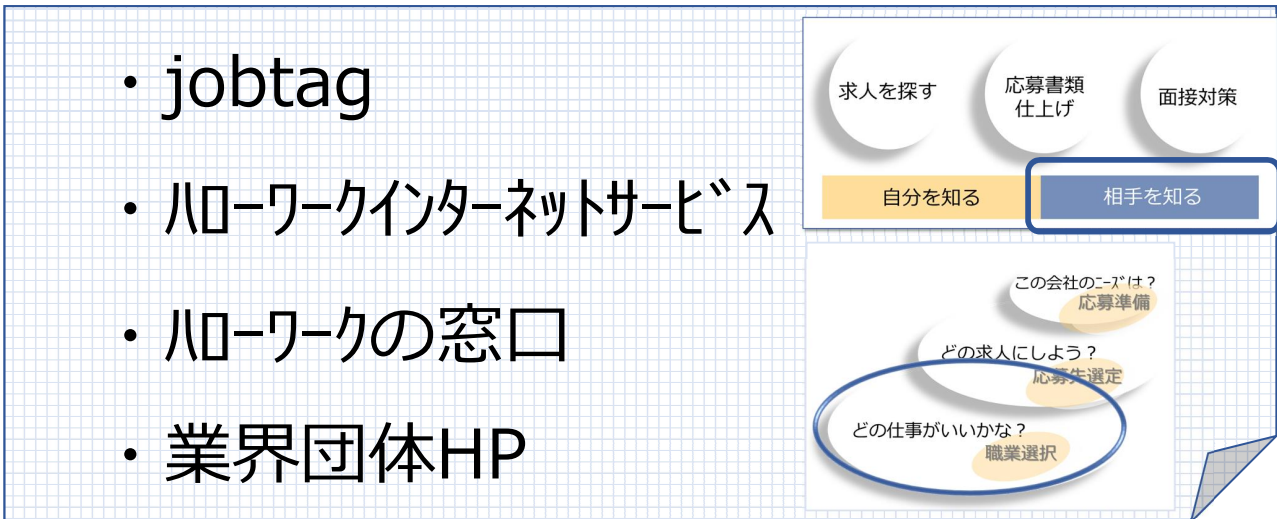 ・jobtag
・ﾊﾛｰﾜｰｸｲﾝﾀｰﾈｯﾄｻｰﾋﾞｽ
・ﾊﾛｰﾜｰｸの窓口
・業界団体HP
求人を探す
応募書類
仕上げ
面接対策
自分を知る
相手を知る
この会社のﾆｰｽﾞは？
応募準備
どの求人にしよう？
応募先選定
どの仕事がいいかな？
職業選択